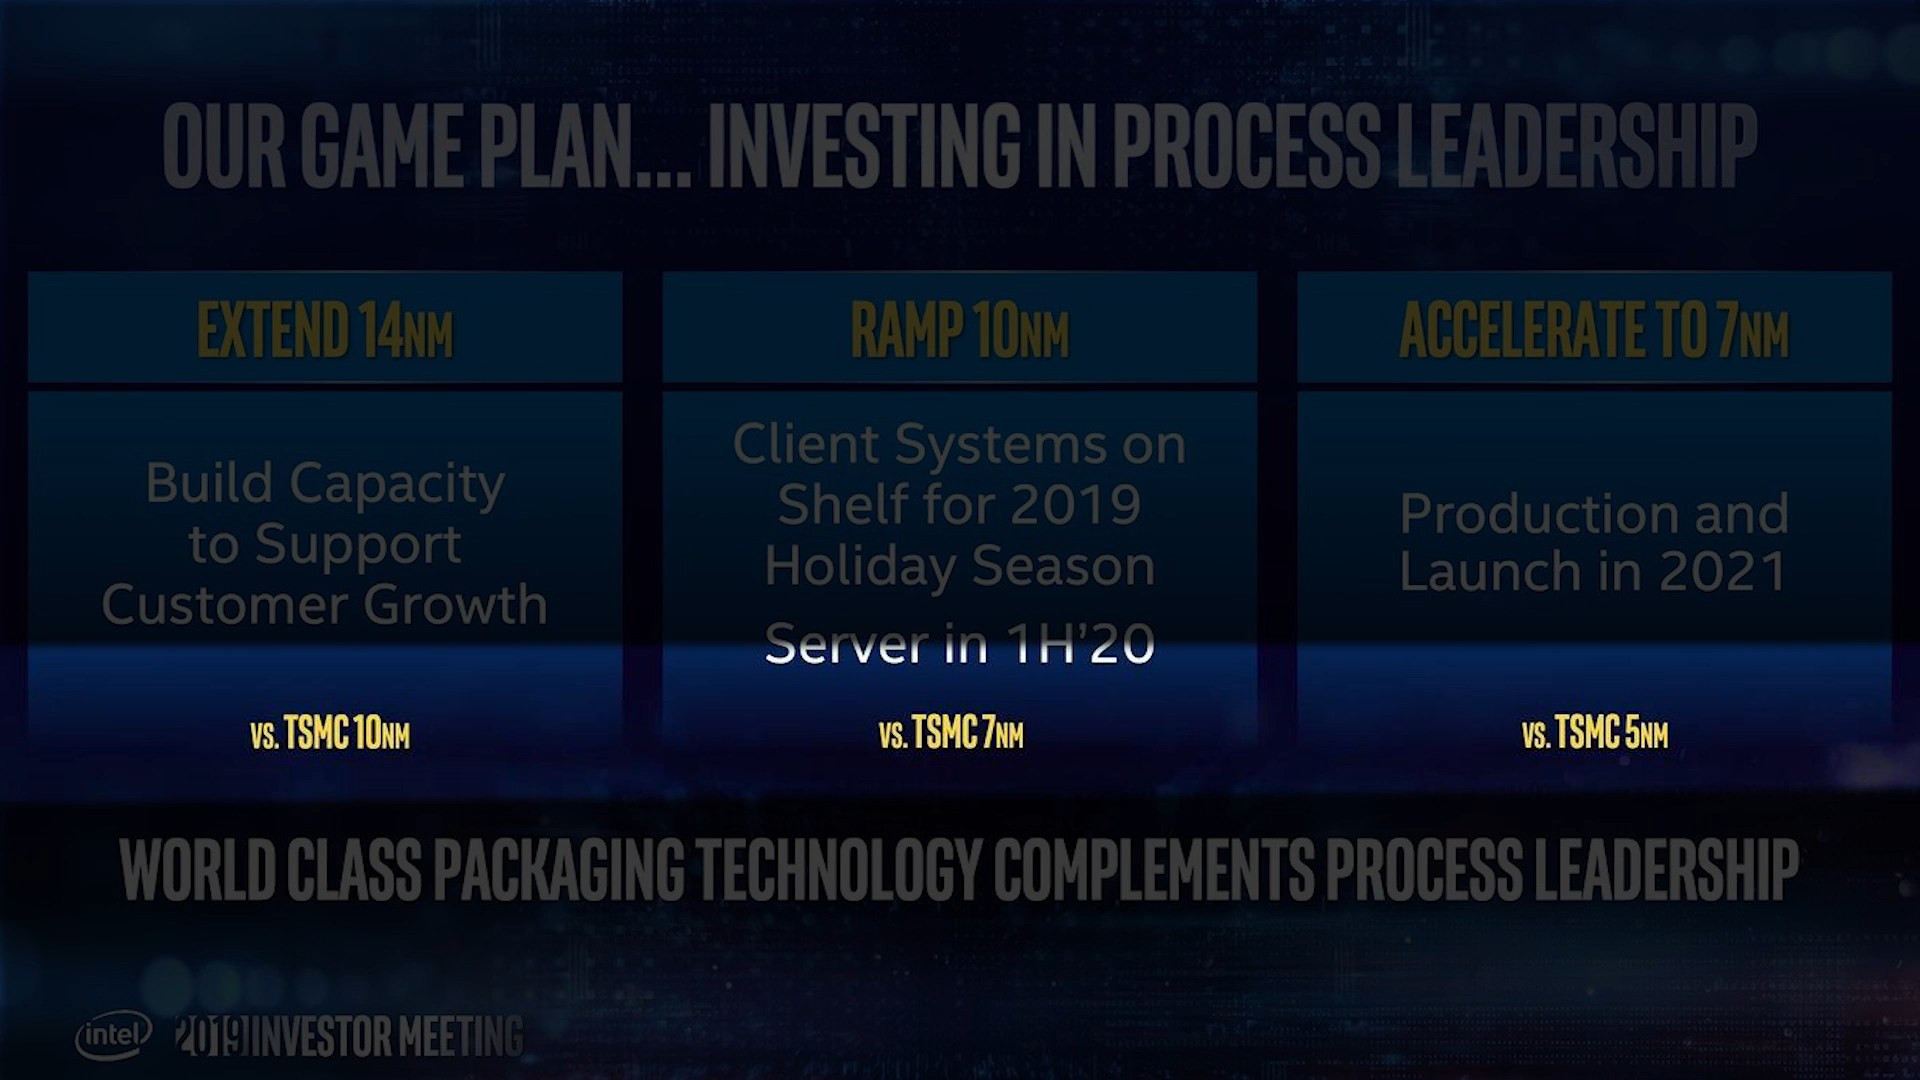 OUR GAME PLAN... INVESTING IN PROCESS LEADERSHIP
EXTEND 14NM
Build Capacity
to Support
Customer Growth
VS. TSMC 10NM
RAMP 10NM
Client Systems on
Shelf for 2019
Holiday Season
Server in 1H'20
VS. TSMC 7NM
ACCELERATE TO 7NM
Production and
Launch in 2021
VS. TSMC 5NM
WORLD CLASS PACKAGING TECHNOLOGY COMPLEMENTS PROCESS LEADERSHIP
intel 2019 INVESTOR MEETING